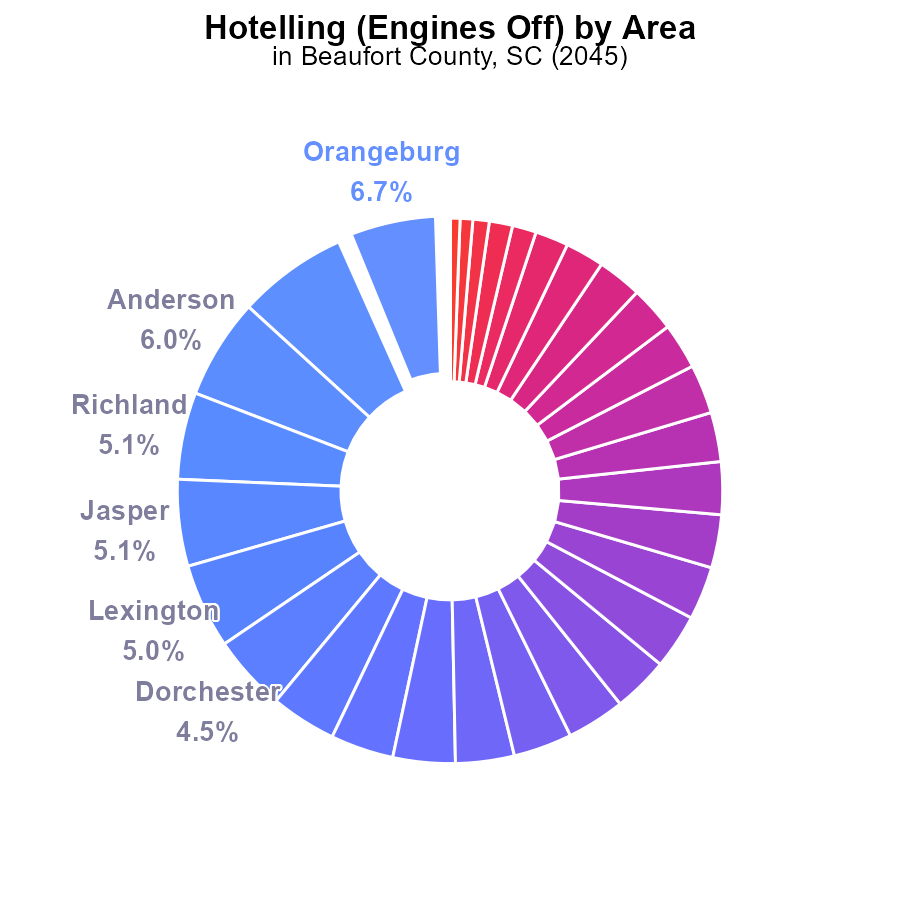 Hotelling (Engines Off) by Area
in Beaufort County, SC (2045)
Orangeburg
6.7%
Anderson
6.0%
Richland
5.1%
Jasper
5.1%
Lexington
5.0%
Dorchester
4.5%